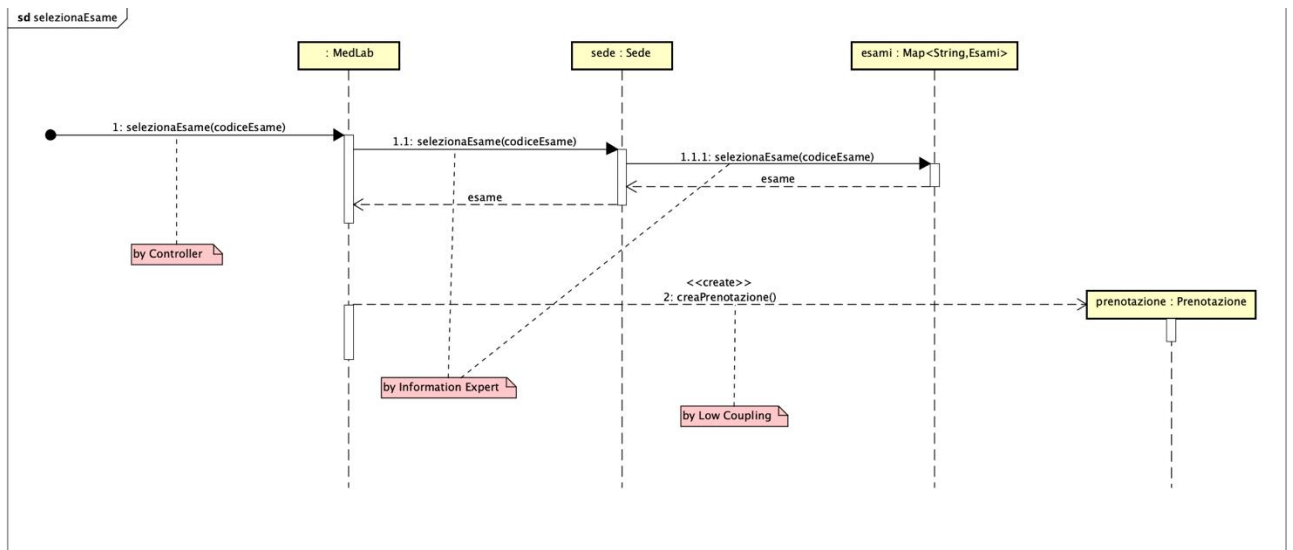 sd selezionaEsame
: MedLab
sede : Sede
esami : Map<String,Esami>
1: selezionaEsame(codiceEsame)
1.1: selezionaEsame(codiceEsame)
1.1.1: selezionaEsame(codiceEsame)
esame
esame
by Controller
<<create>>
2: creaPrenotazione()
prenotazione : Prenotazione
by Information Expert
by Low Coupling